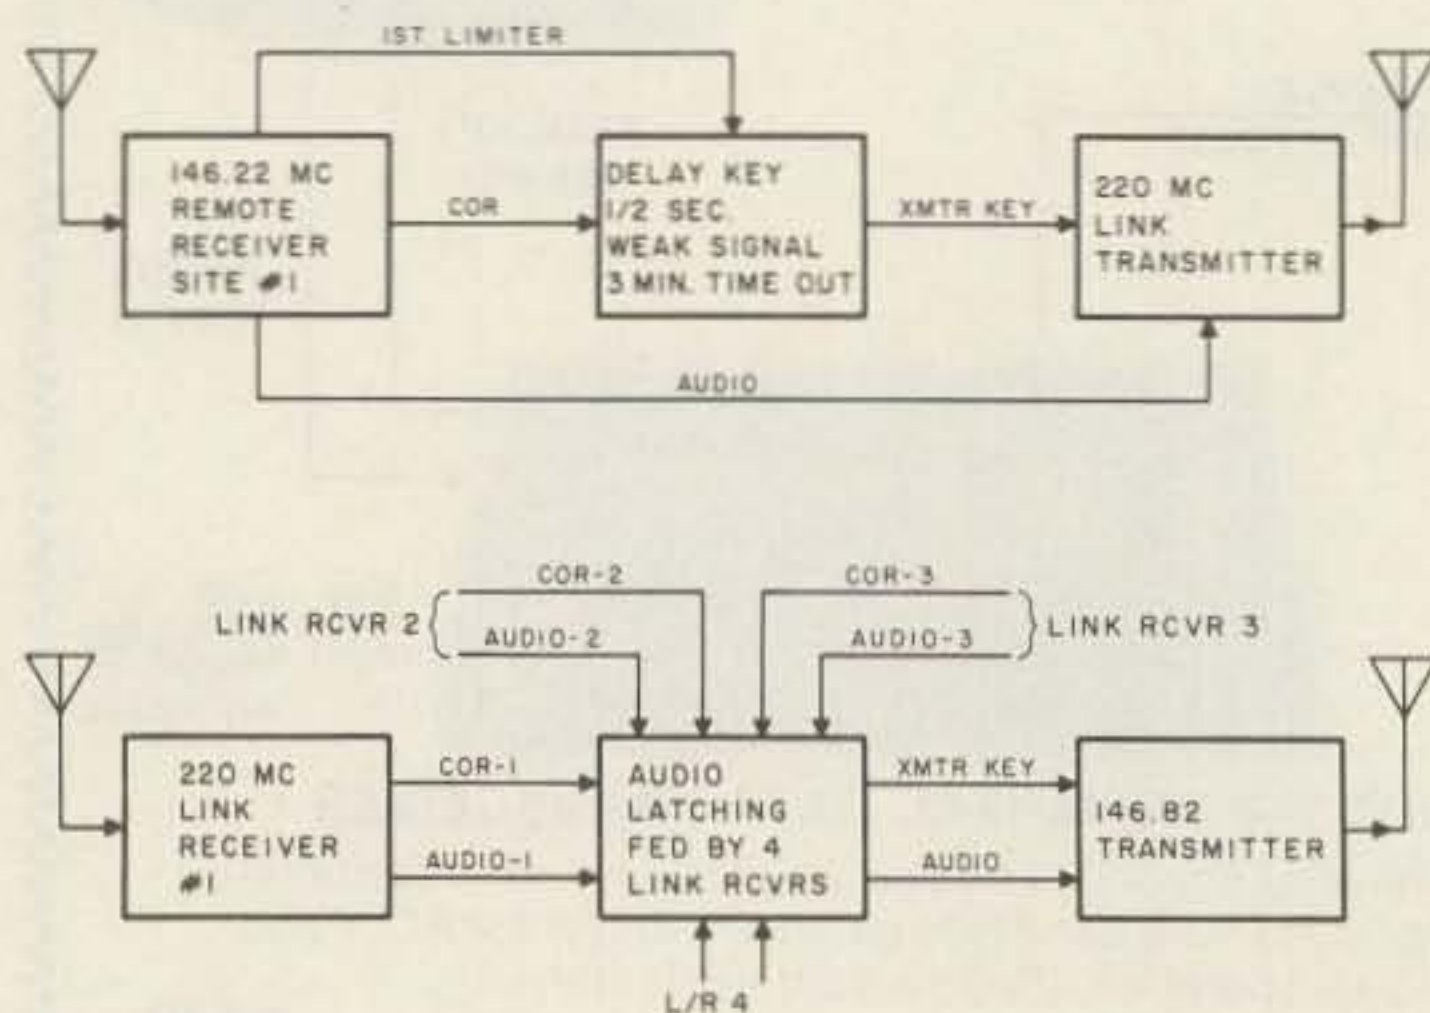 1ST LIMITER
146.22 MC
REMOTE
RECEIVER
SITE #1
COR
DELAY KEY
1/2 SEC.
WEAK SIGNAL
3 MIN. TIME OUT
XMTR KEY
220 MC
LINK
TRANSMITTER
AUDIO
LINK RCVR 2
COR-2
AUDIO-2
COR-3
AUDIO-3
LINK RCVR 3
220 MC
LINK
RECEIVER
#1
COR-1
AUDIO-1
AUDIO
LATCHING
FED BY 4
LINK RCVRS
XMTR KEY
AUDIO
146.82
TRANSMITTER
L/R 4